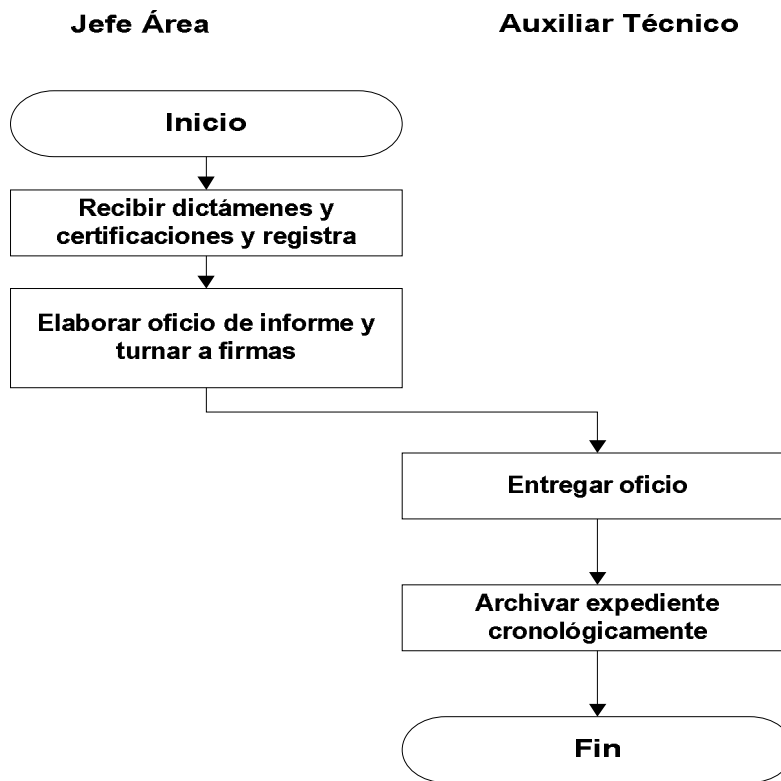 Jefe Área
Auxiliar Técnico
Inicio
Recibir dictámenes y
certificaciones y registra
Elaborar oficio de informe y
turnar a firmas
Entregar oficio
Archivar expediente
cronológicamente
Fin